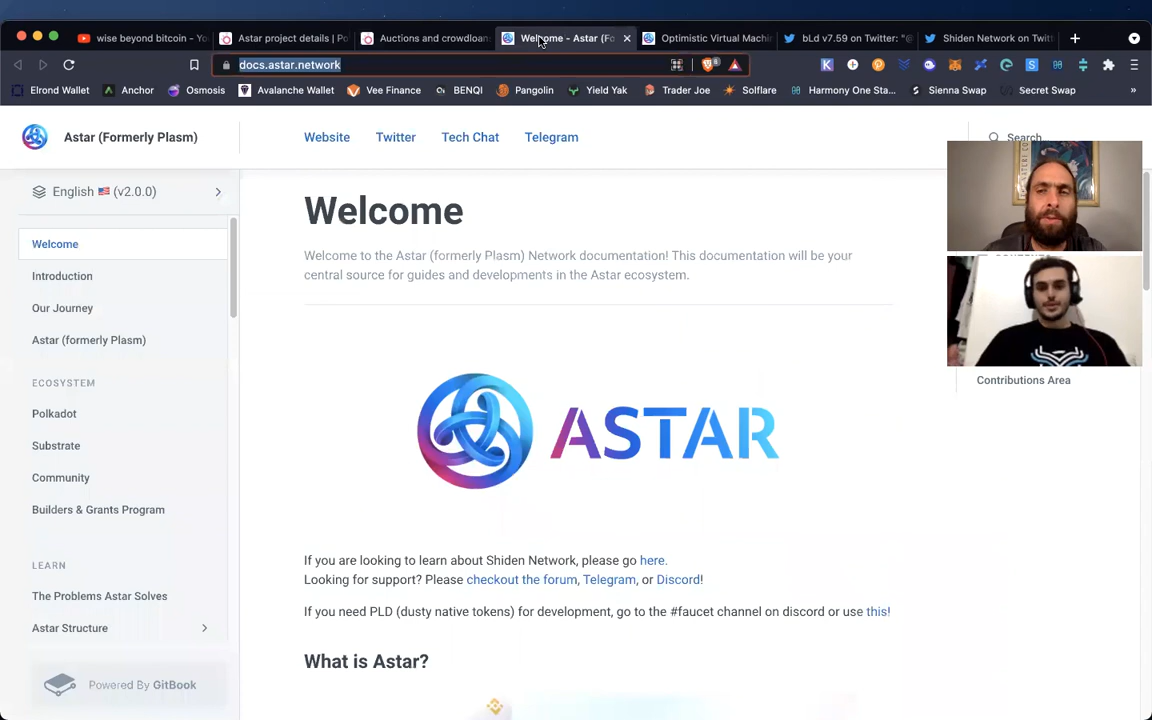 wise beyond bitcoin - Yo
Astar project details | Po
Auctions and crowdloan
Welcome - Astar (Fo
Optimistic Virtual Machi
bLd v7.59 on Twitter: "@
Shiden Network on Twitt
docs.astar.network
Elrond Wallet
Anchor
Osmosis
Avalanche Wallet
Vee Finance
BENQI
Pangolin
Yield Yak
Trader Joe
Solflare
Harmony One Sta...
Sienna Swap
Secret Swap
Astar (Formerly Plasm)
Website
Twitter
Tech Chat
Telegram
Search
English (v2.0.0)
Welcome
Introduction
Our Journey
Astar (formerly Plasm)
ECOSYSTEM
Polkadot
Substrate
Community
Builders & Grants Program
LEARN
The Problems Astar Solves
Astar Structure
Powered By GitBook
Welcome
Welcome to the Astar (formerly Plasm) Network documentation! This documentation will be your
central source for guides and developments in the Astar ecosystem.
ASTAR
If you are looking to learn about Shiden Network, please go here.
Looking for support? Please checkout the forum, Telegram, or Discord!
If you need PLD (dusty native tokens) for development, go to the #faucet channel on discord or use this!
What is Astar?
Contributions Area